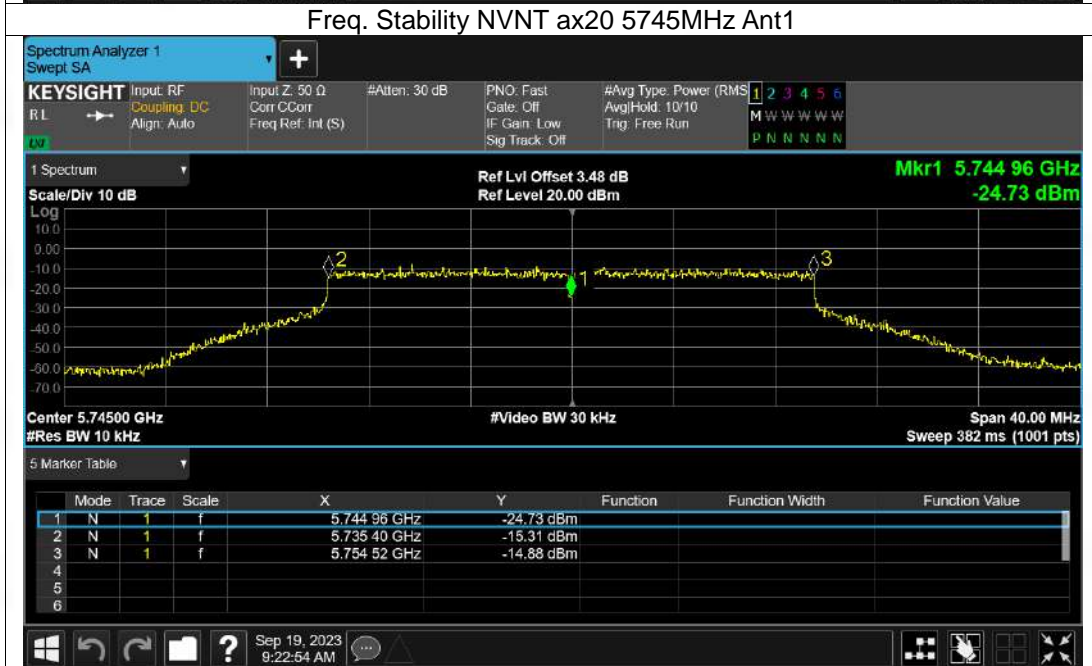 Freq. Stability NVNT ax20 5745MHz Ant1
Spectrum Analyzer 1
Swept SA
+
KEYSIGHT
RL
LXI
Input: RF
Coupling: DC
Align: Auto
Input Z: 50 Ω
Corr CCorr
Freq Ref: Int (S)
#Atten: 30 dB
PNO: Fast
Gate: Off
IF Gain: Low
Sig Track: Off
#Avg Type: Power (RMS
Avg|Hold: 10/10
Trig: Free Run
1 2 3 4 5 6
M W W W W W
P N N N N N
1 Spectrum
Scale/Div 10 dB
Ref Lvl Offset 3.48 dB
Ref Level 20.00 dBm
Mkr1 5.744 96 GHz
-24.73 dBm
Log
10.0
0.00
-10.0
-20.0
-30.0
-40.0
-50.0
-60.0
-70.0
2
1
3
Center 5.74500 GHz
#Res BW 10 kHz
#Video BW 30 kHz
Span 40.00 MHz
Sweep 382 ms (1001 pts)
5 Marker Table
Mode Trace Scale X Y Function Function Width Function Value
1 N 1 f 5.744 96 GHz -24.73 dBm
2 N 1 f 5.735 40 GHz -15.31 dBm
3 N 1 f 5.754 52 GHz -14.88 dBm
4
5
6
?
Sep 19, 2023
9:22:54 AM